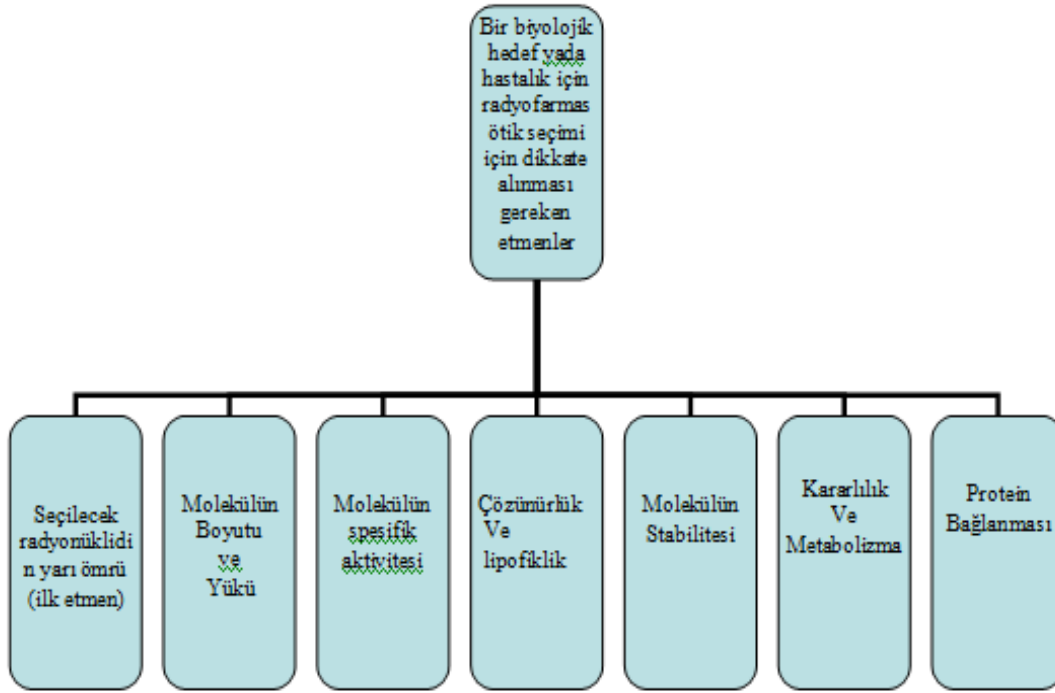 Bir biyolojik
hedef yada
hastalık için
radyofarmas
ötik seçimi
için dikkate
alınması
gereken
etmenler
Seçilecek
radyonüklidi
n yarı ömrü
(ilk etmen)
Molekülün
Boyutu
ve
Yükü
Molekülün
spesifik
aktivitesi
Çözünürlük
Ve
lipofiklik
Molekülün
Stabilitesi
Kararlılık
Ve
Metabolizma
Protein
Bağlanması